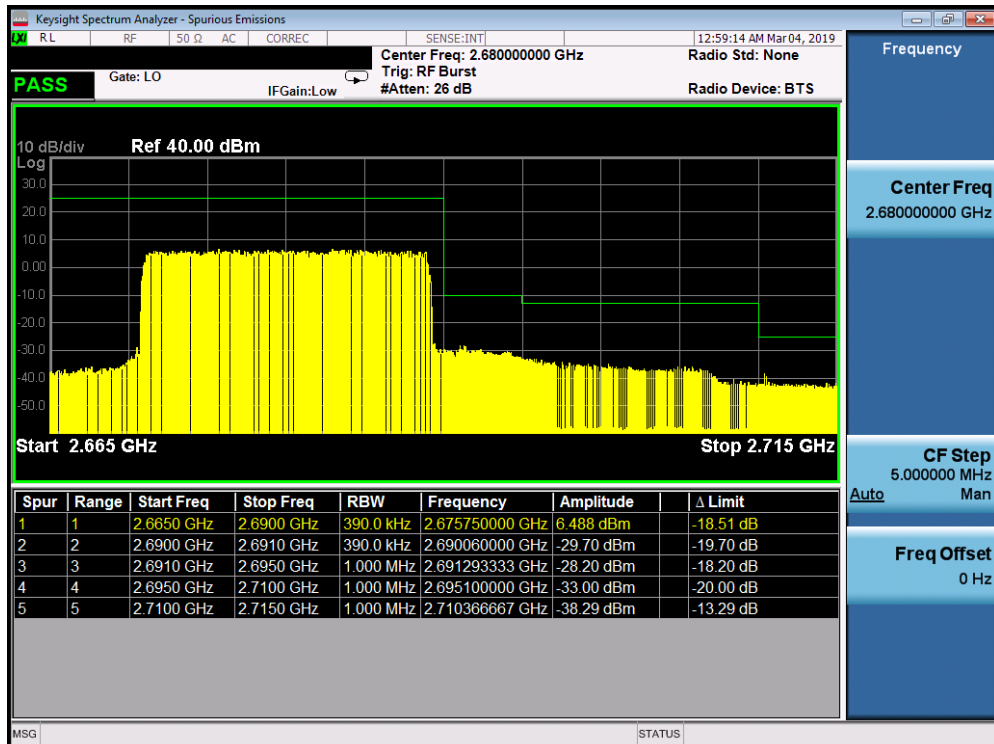 Keysight Spectrum Analyzer - Spurious Emissions
LXI RL RF 50 Ω AC CORREC SENSE:INT 12:59:14 AM Mar 04, 2019
Frequency
Center Freq: 2.680000000 GHz Radio Std: None
PASS Gate: LO Trig: RF Burst
IFGain:Low #Atten: 26 dB Radio Device: BTS
10 dB/div Ref 40.00 dBm
Log
30.0
20.0
10.0
0.00
-10.0
-20.0
-30.0
-40.0
-50.0
Start 2.665 GHz Stop 2.715 GHz
Spur Range Start Freq Stop Freq RBW Frequency Amplitude Δ Limit
1 1 2.6650 GHz 2.6900 GHz 390.0 kHz 2.675750000 GHz 6.488 dBm -18.51 dB
2 2 2.6900 GHz 2.6910 GHz 390.0 kHz 2.690060000 GHz -29.70 dBm -19.70 dB
3 3 2.6910 GHz 2.6950 GHz 1.000 MHz 2.691293333 GHz -28.20 dBm -18.20 dB
4 4 2.6950 GHz 2.7100 GHz 1.000 MHz 2.695100000 GHz -33.00 dBm -20.00 dB
5 5 2.7100 GHz 2.7150 GHz 1.000 MHz 2.710366667 GHz -38.29 dBm -13.29 dB
Center Freq
2.680000000 GHz
CF Step
5.000000 MHz
Auto Man
Freq Offset
0 Hz
MSG STATUS